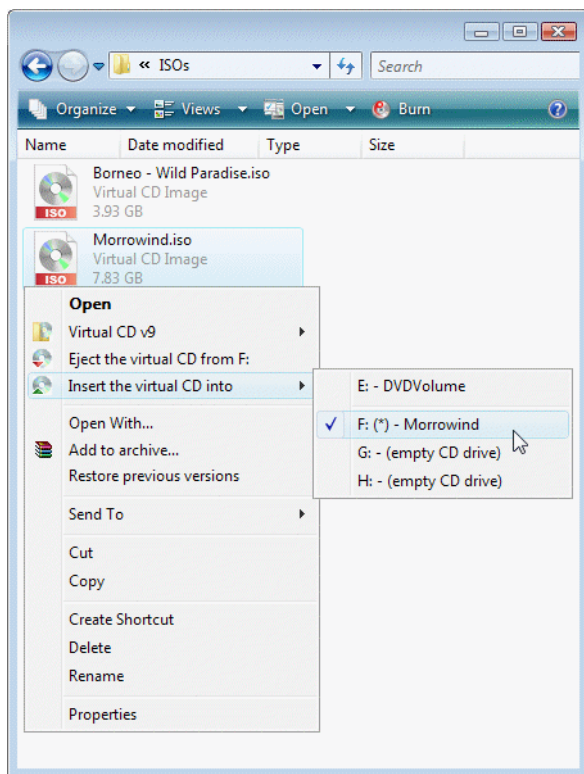 « ISOs
Search
Organize Views Open Burn
Name Date modified Type Size
Borneo - Wild Paradise.iso
Virtual CD Image
3.93 GB
ISO
Morrowind.iso
Virtual CD Image
7.83 GB
ISO
Open
Virtual CD v9
Eject the virtual CD from F:
Insert the virtual CD into
E: - DVDVolume
F: (*) - Morrowind
G: - (empty CD drive)
H: - (empty CD drive)
Open With...
Add to archive...
Restore previous versions
Send To
Cut
Copy
Create Shortcut
Delete
Rename
Properties